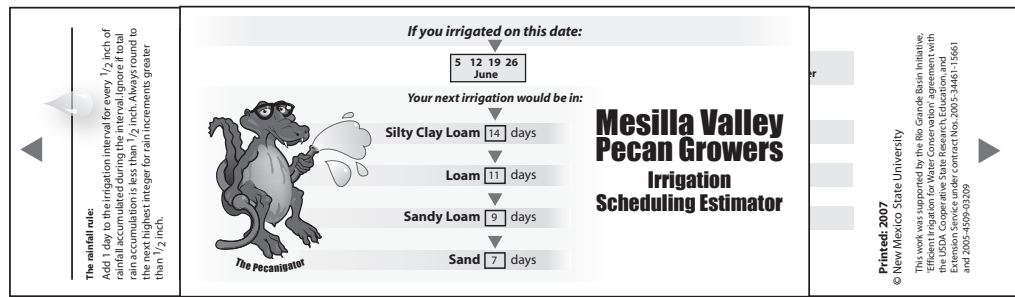 The rainfall rule:
Add 1 day to the irrigation interval for every 1/2 inch of
rainfall accumulated during the interval. Ignore if total
rain accumulation is less than 1/2 inch. Always round to
the next highest integer for rain increments greater
than 1/2 inch.
If you irrigated on this date:
5 12 19 26
June
Your next irrigation would be in:
Silty Clay Loam 14 days
Loam 11 days
Sandy Loam 9 days
Sand 7 days
The Pecanigator
Mesilla Valley
Pecan Growers
Irrigation
Scheduling Estimator
er
Printed: 2007
© New Mexico State University
This work was supported by the Rio Grande Basin Initiative,
'Efficient Irrigation for Water Conservation' agreement with
the USDA Cooperative State Research, Education, and
Extension Service under contract Nos. 2005-34461-15661
and 2005-4509-03209